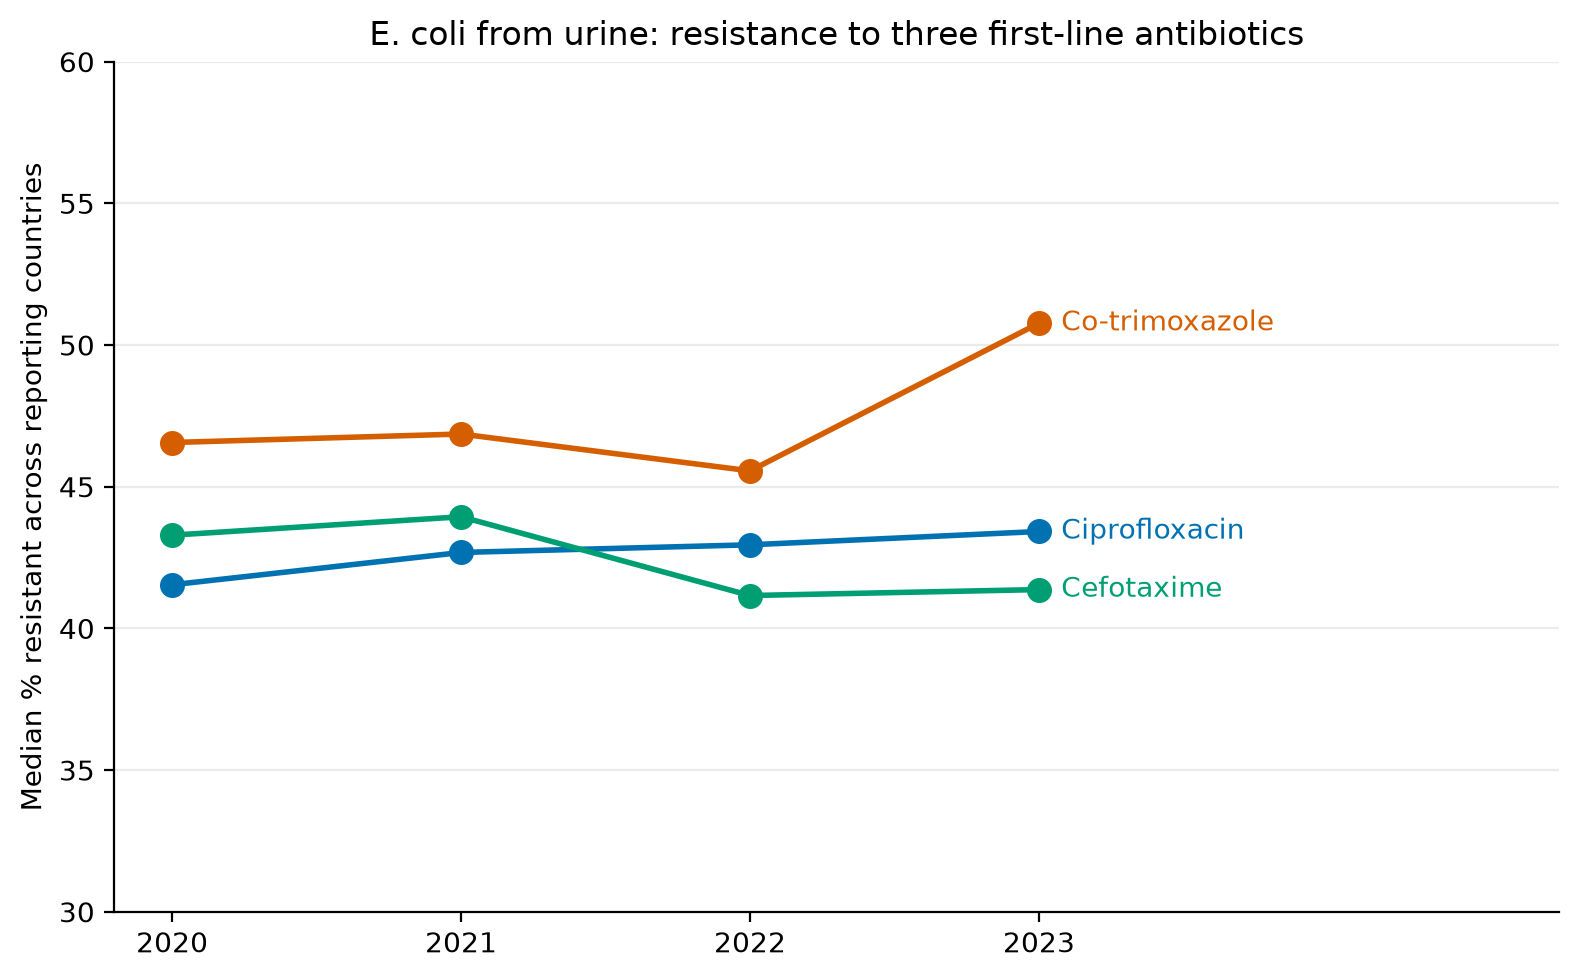 E. coli from urine: resistance to three first-line antibiotics
Median % resistant across reporting countries
60
55
50
45
40
35
30
Co-trimoxazole
Ciprofloxacin
Cefotaxime
2020
2021
2022
2023